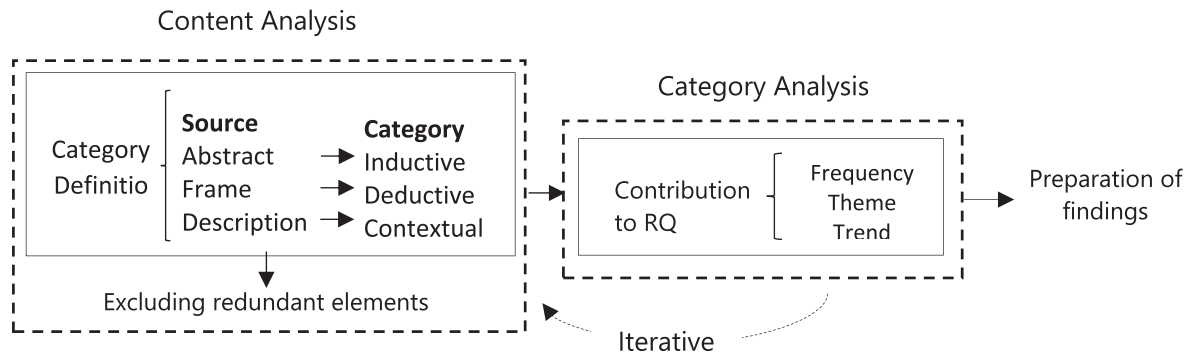 Content Analysis
Category
Definitio
Source
Abstract
Frame
Description
Category
Inductive
Deductive
Contextual
Excluding redundant elements
Category Analysis
Contribution
to RQ
Frequency
Theme
Trend
Preparation of
findings
Iterative